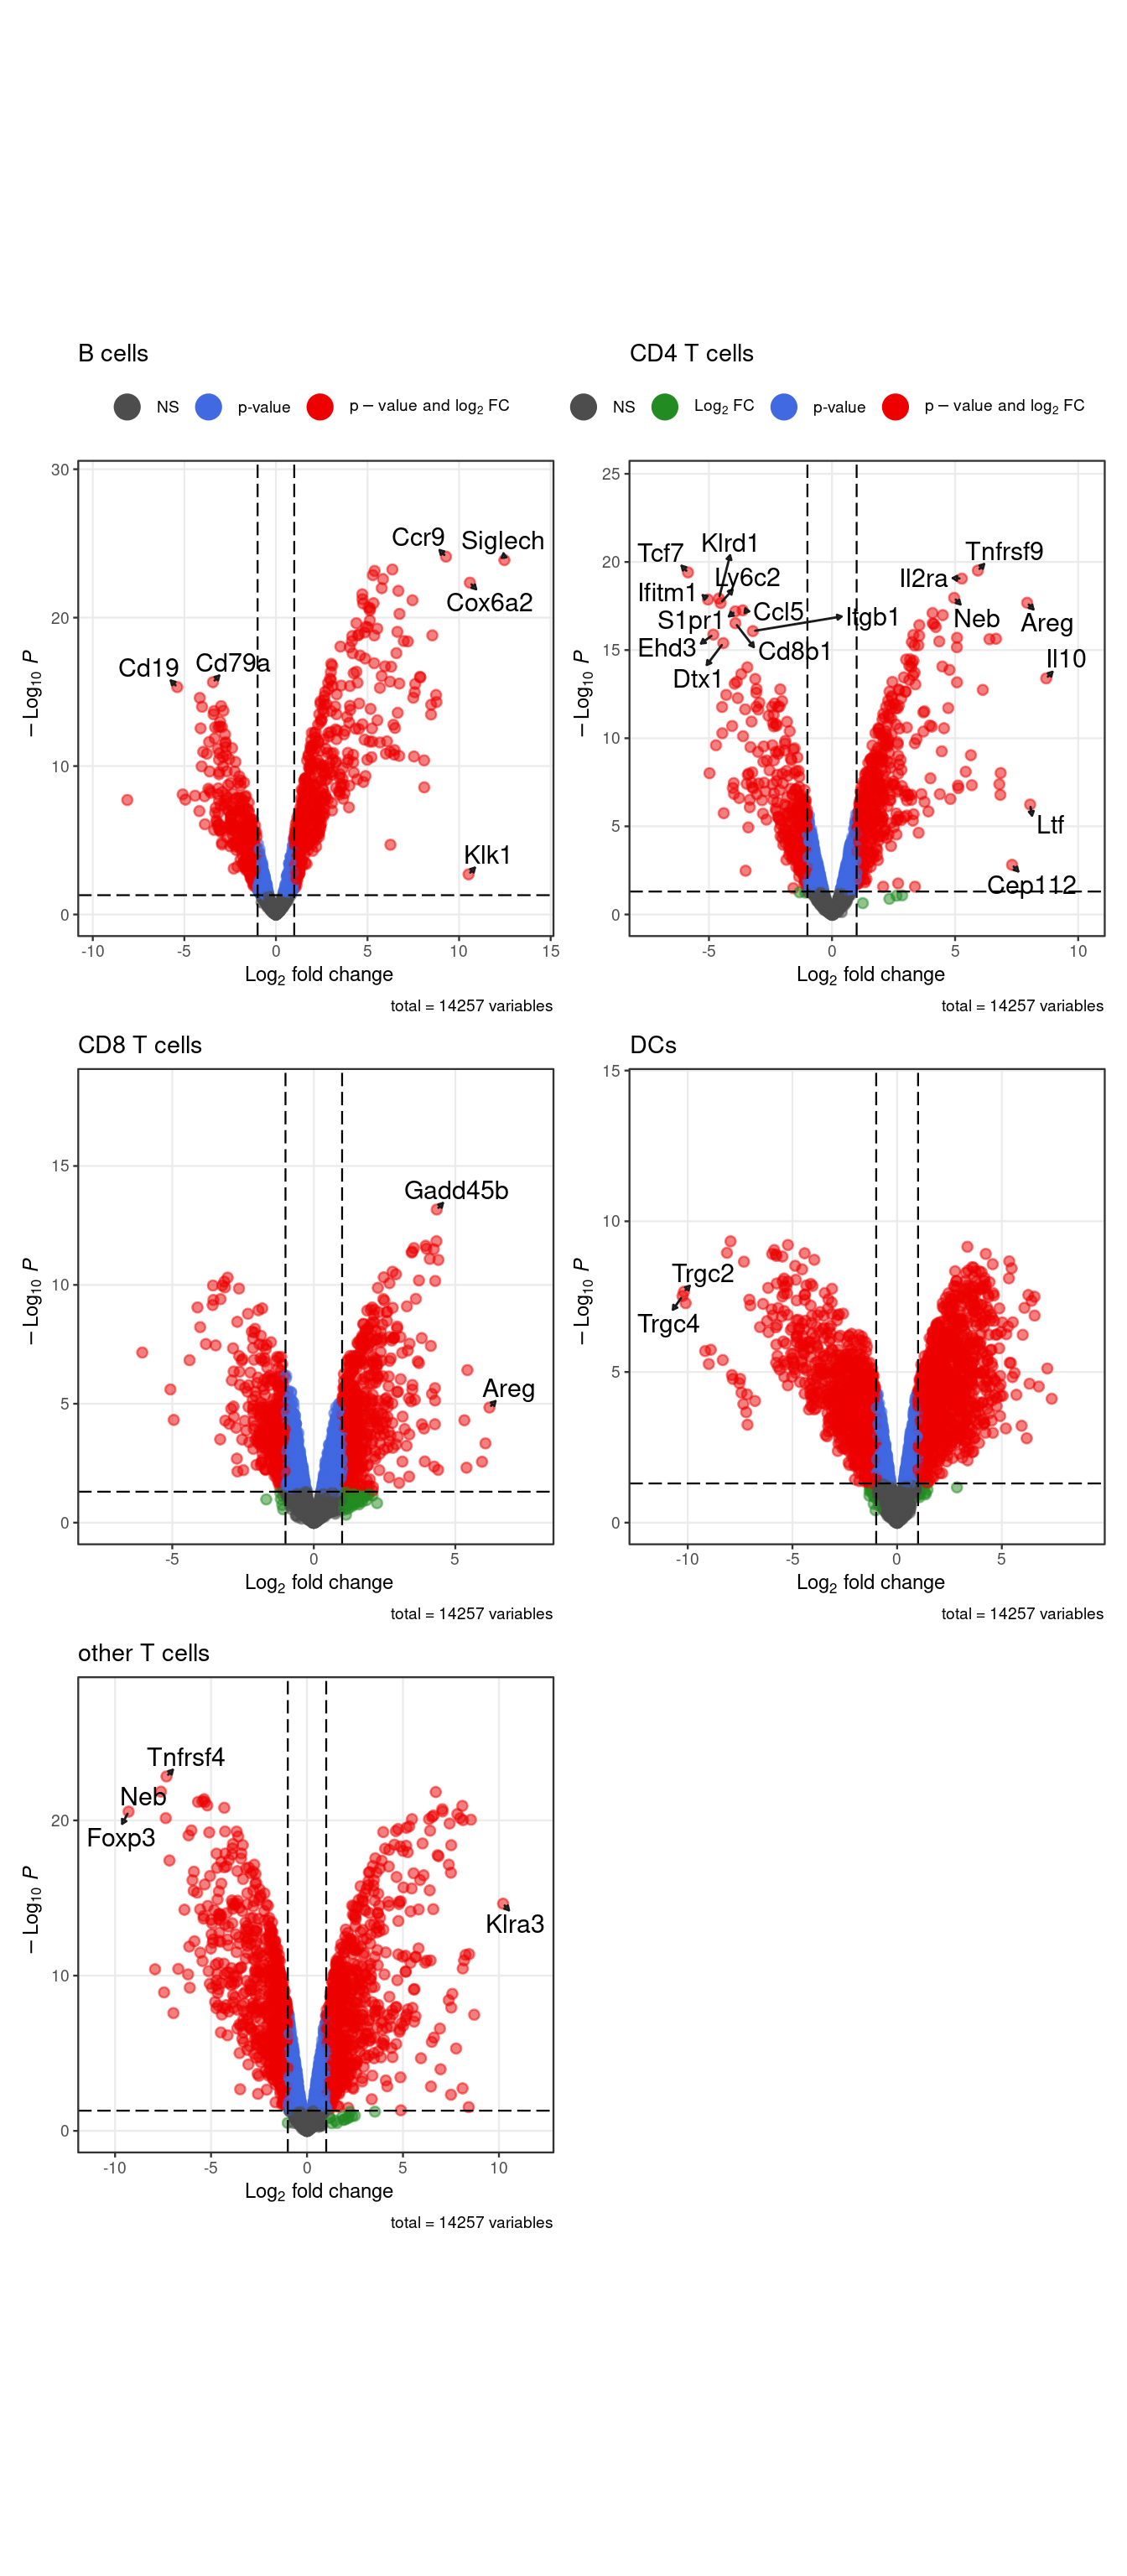 B cells
CD4 T cells
NS p-value p − value and log2 FC
NS Log2 FC p-value p − value and log2 FC
30
20
10
0
− Log10 P
Ccr9
Siglech
Cox6a2
Cd19
Cd79a
Klk1
-10 -5 0 5 10 15
Log2 fold change
total = 14257 variables
25
20
15
10
5
0
− Log10 P
Tcf7
Klrd1
Tnfrsf9
Ifitm1
Ly6c2
Il2ra
S1pr1
Ccl5
Itgb1
Neb
Areg
Ehd3
Cd8b1
Dtx1
Il10
Ltf
Cep112
-5 0 5 10
Log2 fold change
total = 14257 variables
CD8 T cells
15
10
5
0
− Log10 P
Gadd45b
Areg
-5 0 5
Log2 fold change
total = 14257 variables
DCs
15
10
5
0
− Log10 P
Trgc2
Trgc4
-10 -5 0 5
Log2 fold change
total = 14257 variables
other T cells
20
10
0
− Log10 P
Tnfrsf4
Neb
Foxp3
Klra3
-10 -5 0 5 10
Log2 fold change
total = 14257 variables